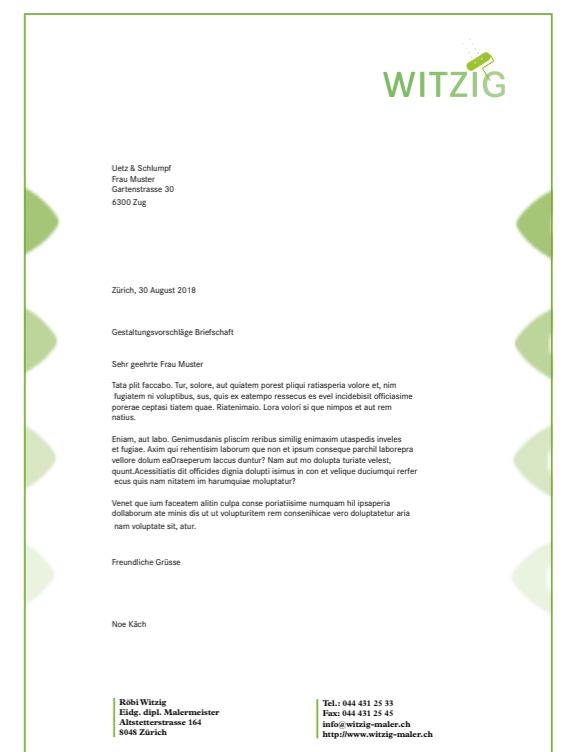 WITZIG
Uetz & Schlumpf
Frau Muster
Gartenstrasse 30
6300 Zug
Zürich, 30 August 2018
Gestaltungsvorschläge Briefschaft
Sehr geehrte Frau Muster
Tata plit faccabo. Tur, solore, aut quiatem porest pliqui ratiasperia volore et, nim
fugiatem ni voluptibus, sus, quis ex eatempo ressecus es evel incidebisit officiasime
porerae ceptasi tiatem quae. Riatenimaio. Lora volori si que nimpos et aut rem
natius.
Eniam, aut labo. Genimusdanis pliscim reribus similig enimaxim utaspedis inveles
et fugiae. Axim qui rehentisim laborum que non et ipsum conseque parchil laborepra
vellore dolum eaOraeperum laccus duntur? Nam aut mo dolupta turiate velest,
quunt.Acessitiatis dit officides dignia dolupti isimus in con et velique duciumqui rerfer
ecus quis nam nitatem im harumquiae moluptatur?
Venet que ium faceatem alitin culpa conse poriatiisime numquam hil ipsaperia
dollaborum ate minis dis ut ut volupturitem rem consenihicae vero doluptatetur aria
nam voluptate sit, atur.
Freundliche Grüsse
Noe Käch
Röbi Witzig
Eidg. dipl. Malermeister
Altstetterstrasse 164
8048 Zürich
Tel.: 044 431 25 33
Fax: 044 431 25 45
info@witzig-maler.ch
http://www.witzig-maler.ch